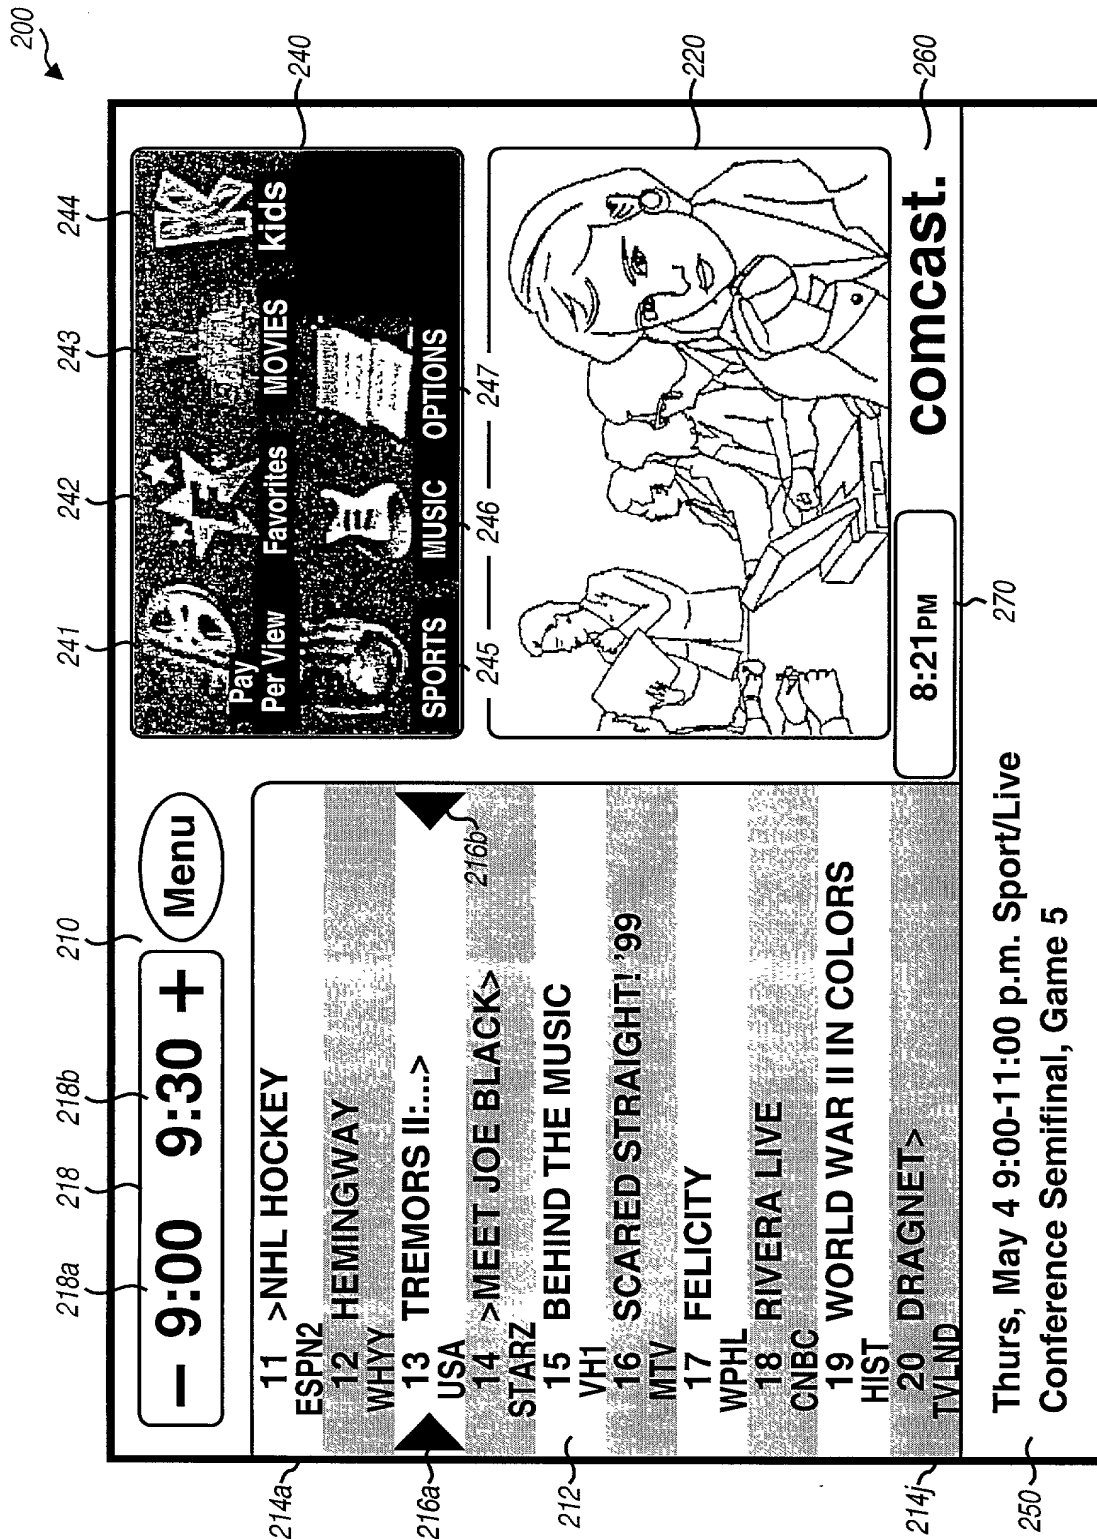 200
210
218
218a
218b
— 9:00 9:30 +
Menu
214a
11 >NHL HOCKEY
ESPN2
12 HEMINGWAY
WHYY
216a
13 TREMORS II:...>
USA
216b
14 >MEET JOE BLACK>
STARZ
15 BEHIND THE MUSIC
VH1
212
16 SCARED STRAIGHT! '99
MTV
17 FELICITY
WPHL
18 RIVERA LIVE
CNBC
19 WORLD WAR II IN COLORS
HIST
20 DRAGNET>
TVLND
214j
241
242
243
244
240
Pay
Per View
Favorites
MOVIES
kids
SPORTS
MUSIC
OPTIONS
245
246
247
220
8:21PM
270
comcast.
260
Thurs, May 4 9:00-11:00 p.m. Sport/Live
Conference Semifinal, Game 5
250